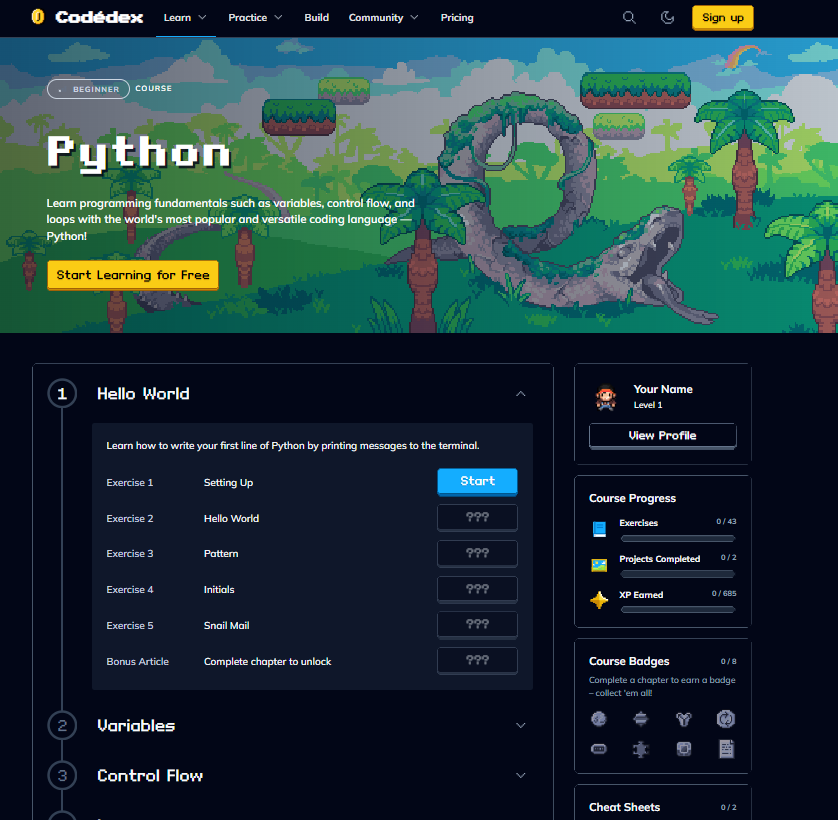 Codédex
Learn
Practice
Build
Community
Pricing
Sign up
BEGINNER
COURSE
Python
Learn programming fundamentals such as variables, control flow, and
loops with the world's most popular and versatile coding language —
Python!
Start Learning for Free
1
Hello World
Learn how to write your first line of Python by printing messages to the terminal.
Exercise 1
Setting Up
Start
Exercise 2
Hello World
???
Exercise 3
Pattern
???
Exercise 4
Initials
???
Exercise 5
Snail Mail
???
Bonus Article
Complete chapter to unlock
???
2
Variables
3
Control Flow
Your Name
Level 1
View Profile
Course Progress
Exercises
0 / 43
Projects Completed
0 / 2
XP Earned
0 / 685
Course Badges
0 / 8
Complete a chapter to earn a badge
– collect 'em all!
Cheat Sheets
0 / 2